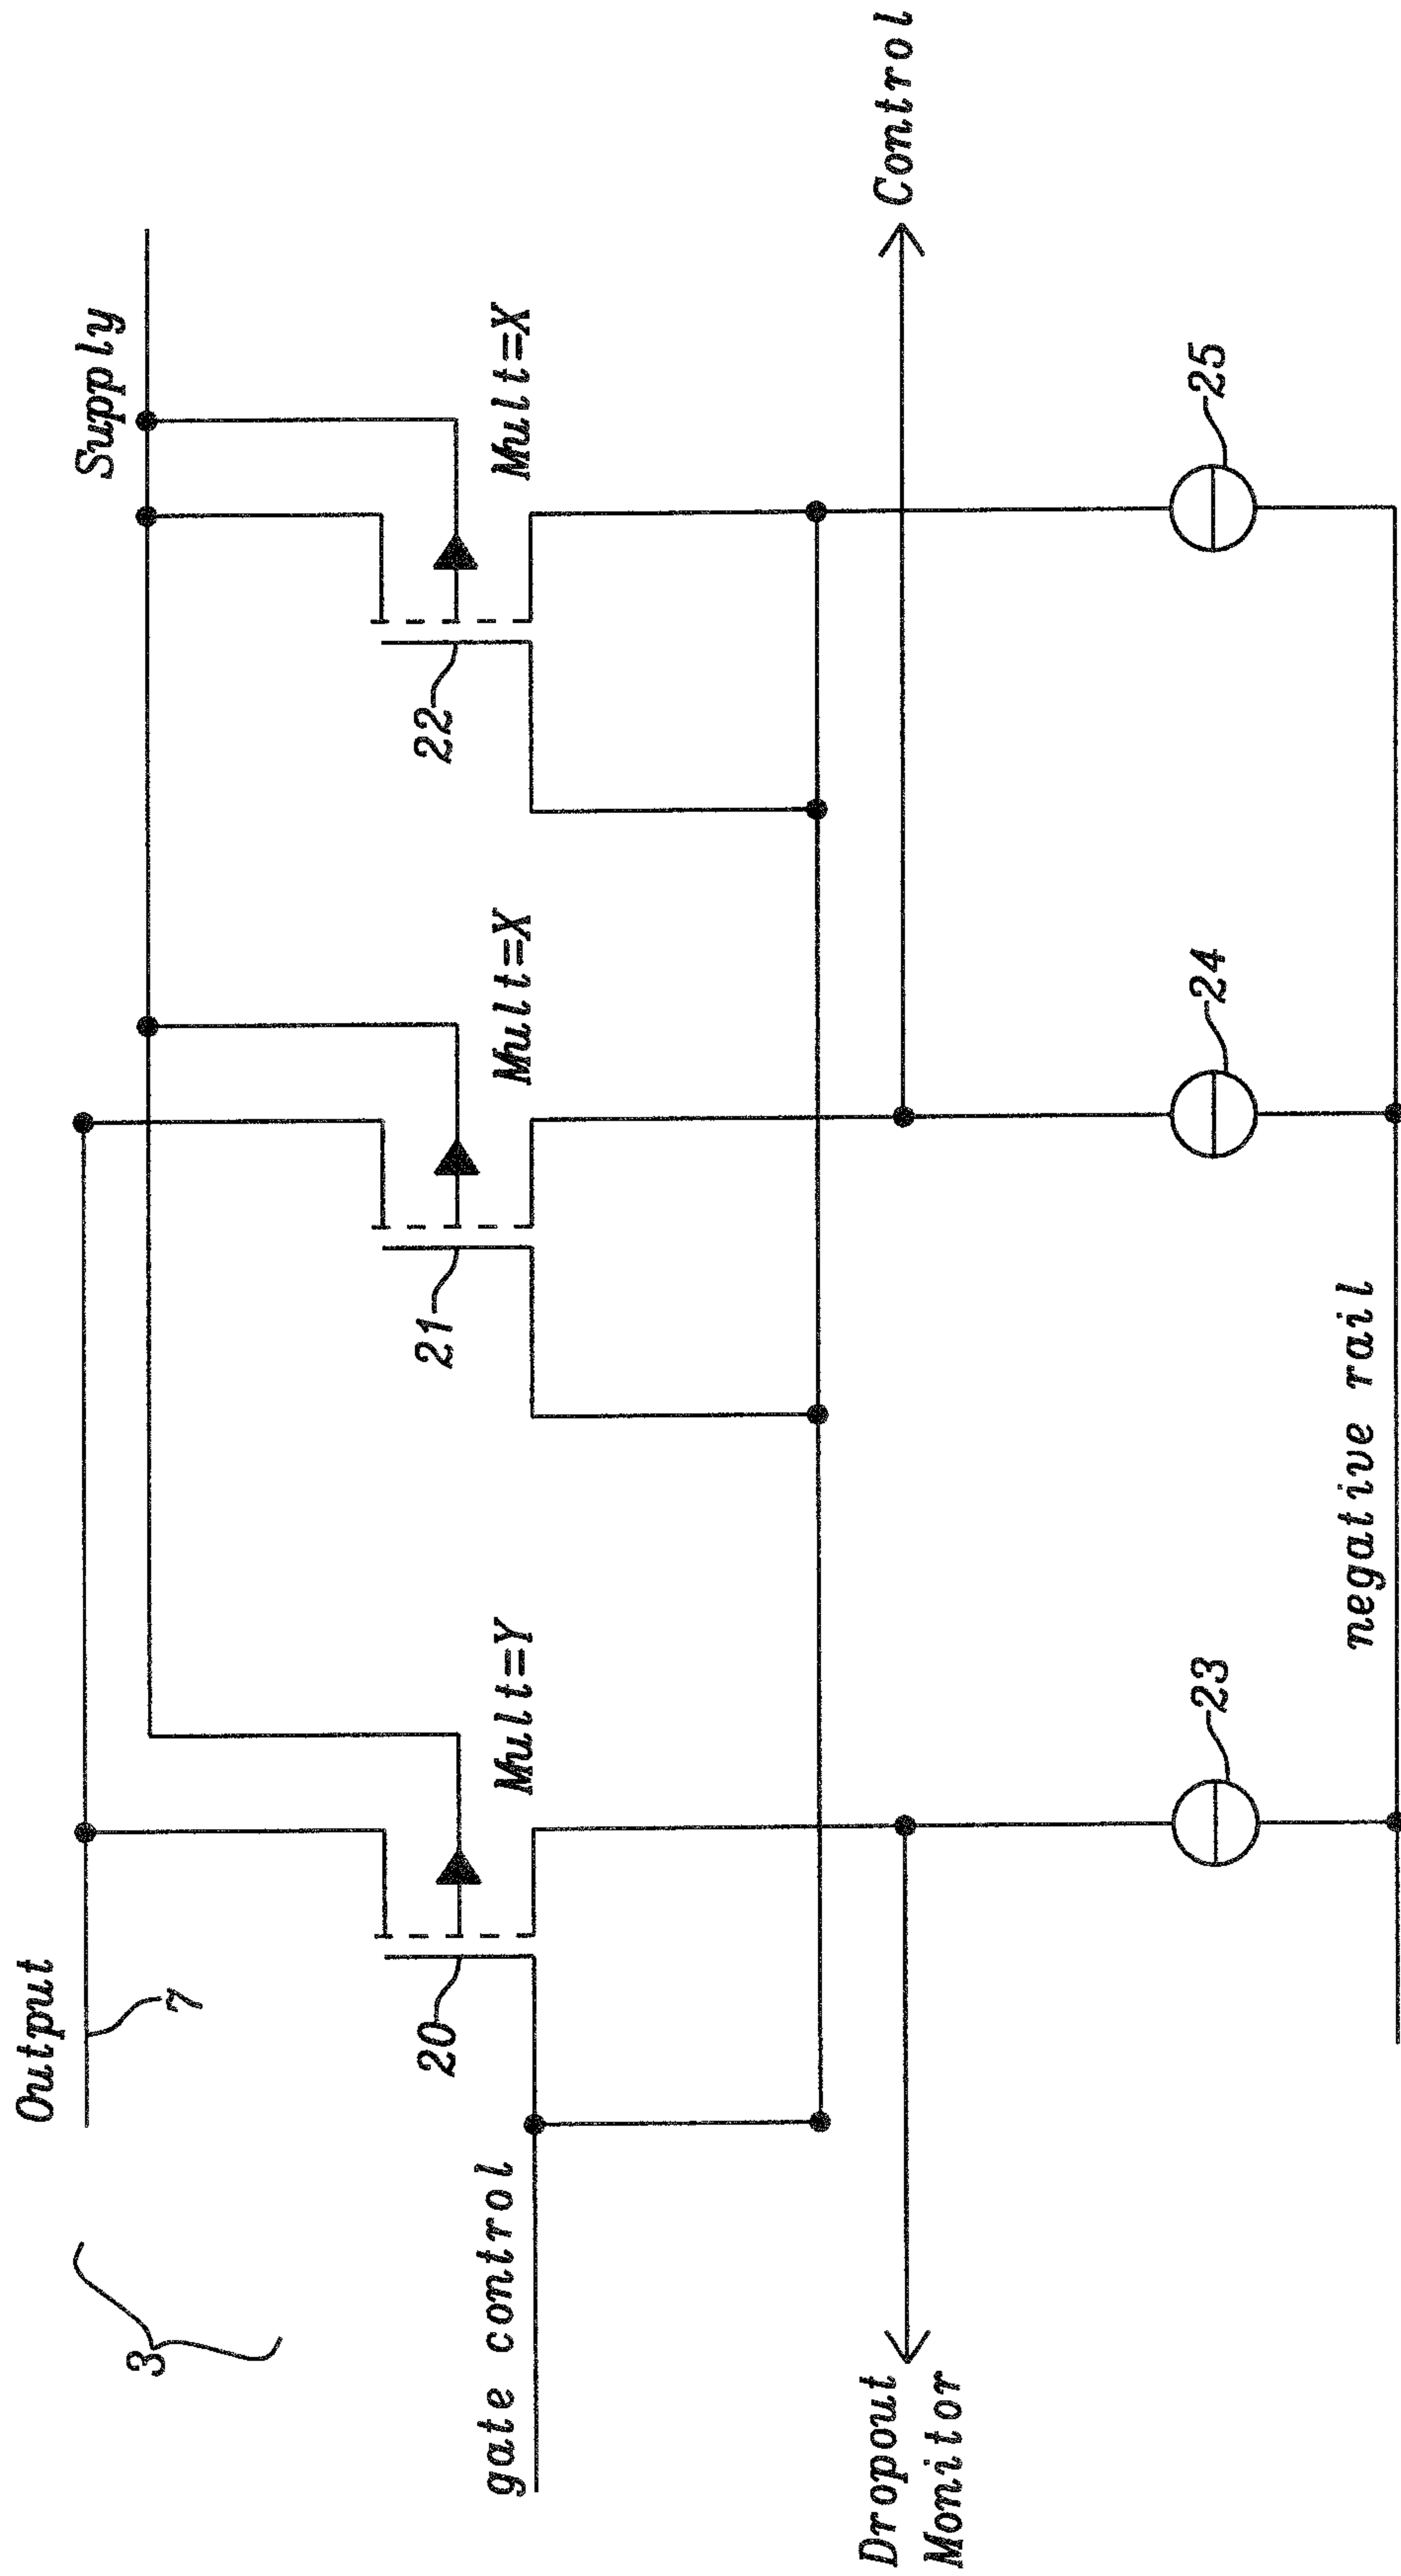 Output
7
Supply
3
20
Mult=Y
21
Mult=X
22
Mult=X
gate control
Dropout
Monitor
Control
23
24
25
negative rail